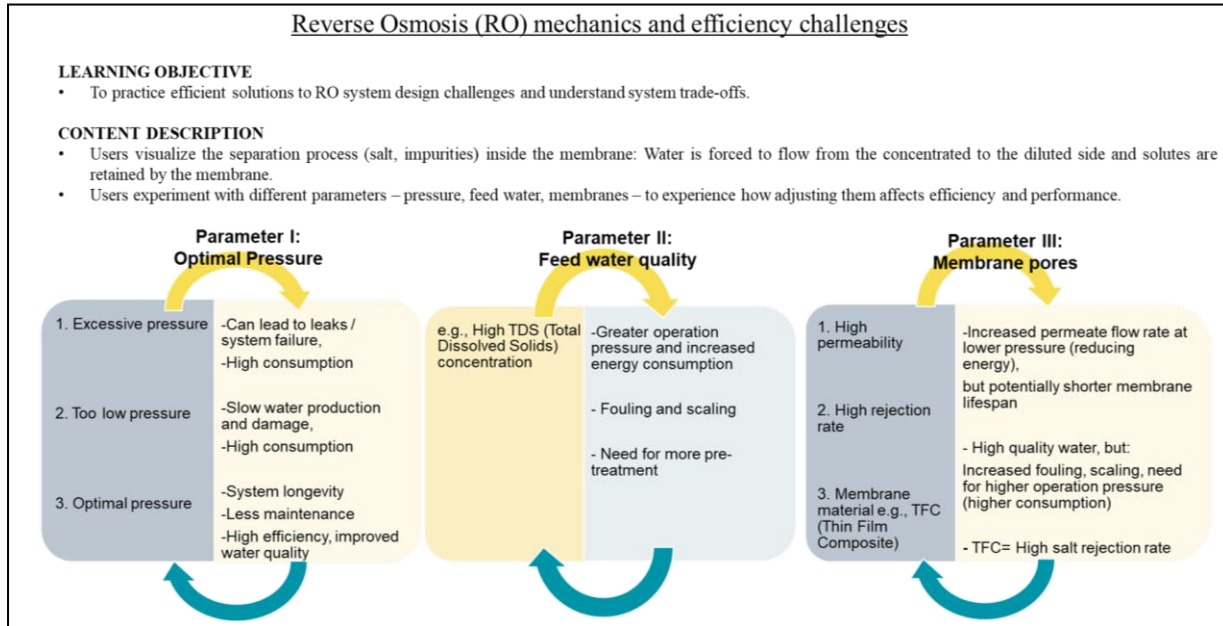 Reverse Osmosis (RO) mechanics and efficiency challenges
LEARNING OBJECTIVE
• To practice efficient solutions to RO system design challenges and understand system trade-offs.
CONTENT DESCRIPTION
• Users visualize the separation process (salt, impurities) inside the membrane: Water is forced to flow from the concentrated to the diluted side and solutes are
retained by the membrane.
• Users experiment with different parameters – pressure, feed water, membranes – to experience how adjusting them affects efficiency and performance.
Parameter I:
Optimal Pressure
1. Excessive pressure
-Can lead to leaks /
system failure,
-High consumption
2. Too low pressure
-Slow water production
and damage,
-High consumption
3. Optimal pressure
-System longevity
-Less maintenance
-High efficiency, improved
water quality
Parameter II:
Feed water quality
e.g., High TDS (Total
Dissolved Solids)
concentration
-Greater operation
pressure and increased
energy consumption
- Fouling and scaling
- Need for more pre-
treatment
Parameter III:
Membrane pores
1. High
permeability
-Increased permeate flow rate at
lower pressure (reducing
energy),
but potentially shorter membrane
lifespan
2. High rejection
rate
- High quality water, but:
Increased fouling, scaling, need
for higher operation pressure
(higher consumption)
3. Membrane
material e.g., TFC
(Thin Film
Composite)
- TFC= High salt rejection rate